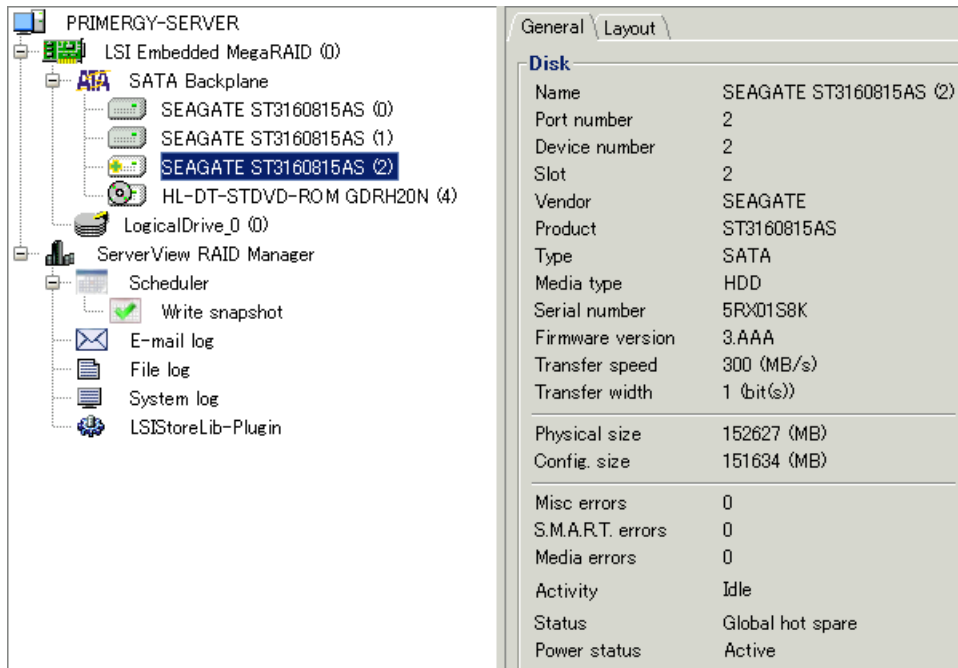 PRIMERGY-SERVER
LSI Embedded MegaRAID (0)
ATA SATA Backplane
SEAGATE ST3160815AS (0)
SEAGATE ST3160815AS (1)
SEAGATE ST3160815AS (2)
HL-DT-STDVD-ROM GDRH20N (4)
LogicalDrive_0 (0)
ServerView RAID Manager
Scheduler
Write snapshot
E-mail log
File log
System log
LSIStoreLib-Plugin
General Layout
Disk
Name SEAGATE ST3160815AS (2)
Port number 2
Device number 2
Slot 2
Vendor SEAGATE
Product ST3160815AS
Type SATA
Media type HDD
Serial number 5RX01S8K
Firmware version 3.AAA
Transfer speed 300 (MB/s)
Transfer width 1 (bit(s))
Physical size 152627 (MB)
Config. size 151634 (MB)
Misc errors 0
S.M.A.R.T. errors 0
Media errors 0
Activity Idle
Status Global hot spare
Power status Active